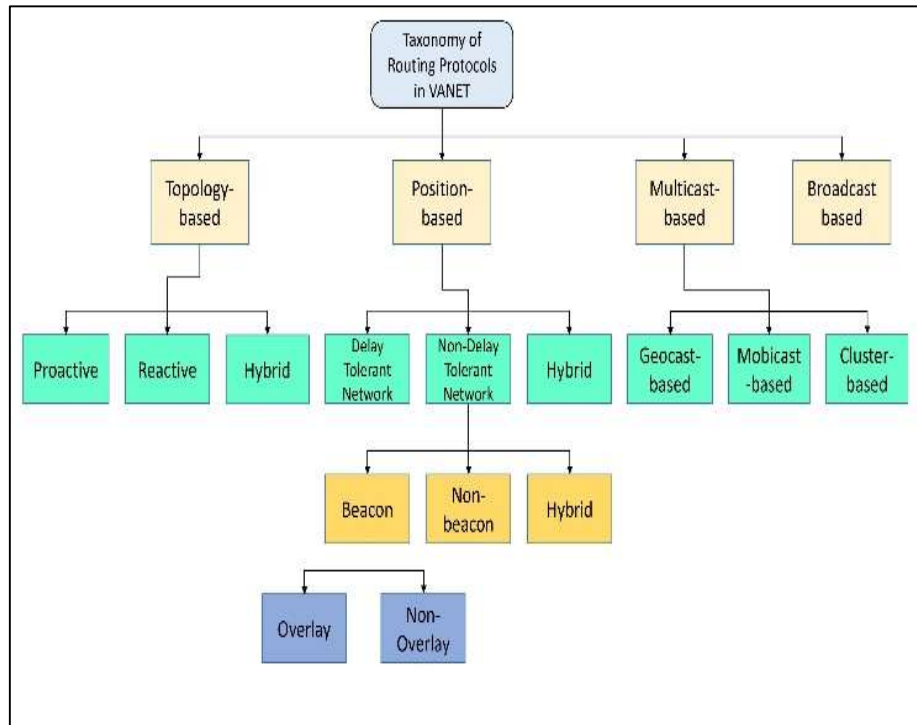 Taxonomy of
Routing Protocols
in VANET
Topology-
based
Position-
based
Multicast-
based
Broadcast
based
Proactive
Reactive
Hybrid
Delay
Tolerant
Network
Non-Delay
Tolerant
Network
Hybrid
Geocast-
based
Mobicast
-based
Cluster-
based
Beacon
Non-
beacon
Hybrid
Overlay
Non-
Overlay